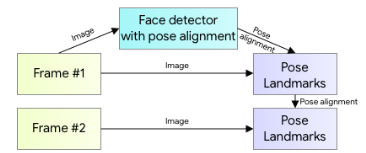 Face detector
with pose alignment
Image
Pose
alignment
Frame #1
Image
Pose
Landmarks
Pose alignment
Frame #2
Image
Pose
Landmarks